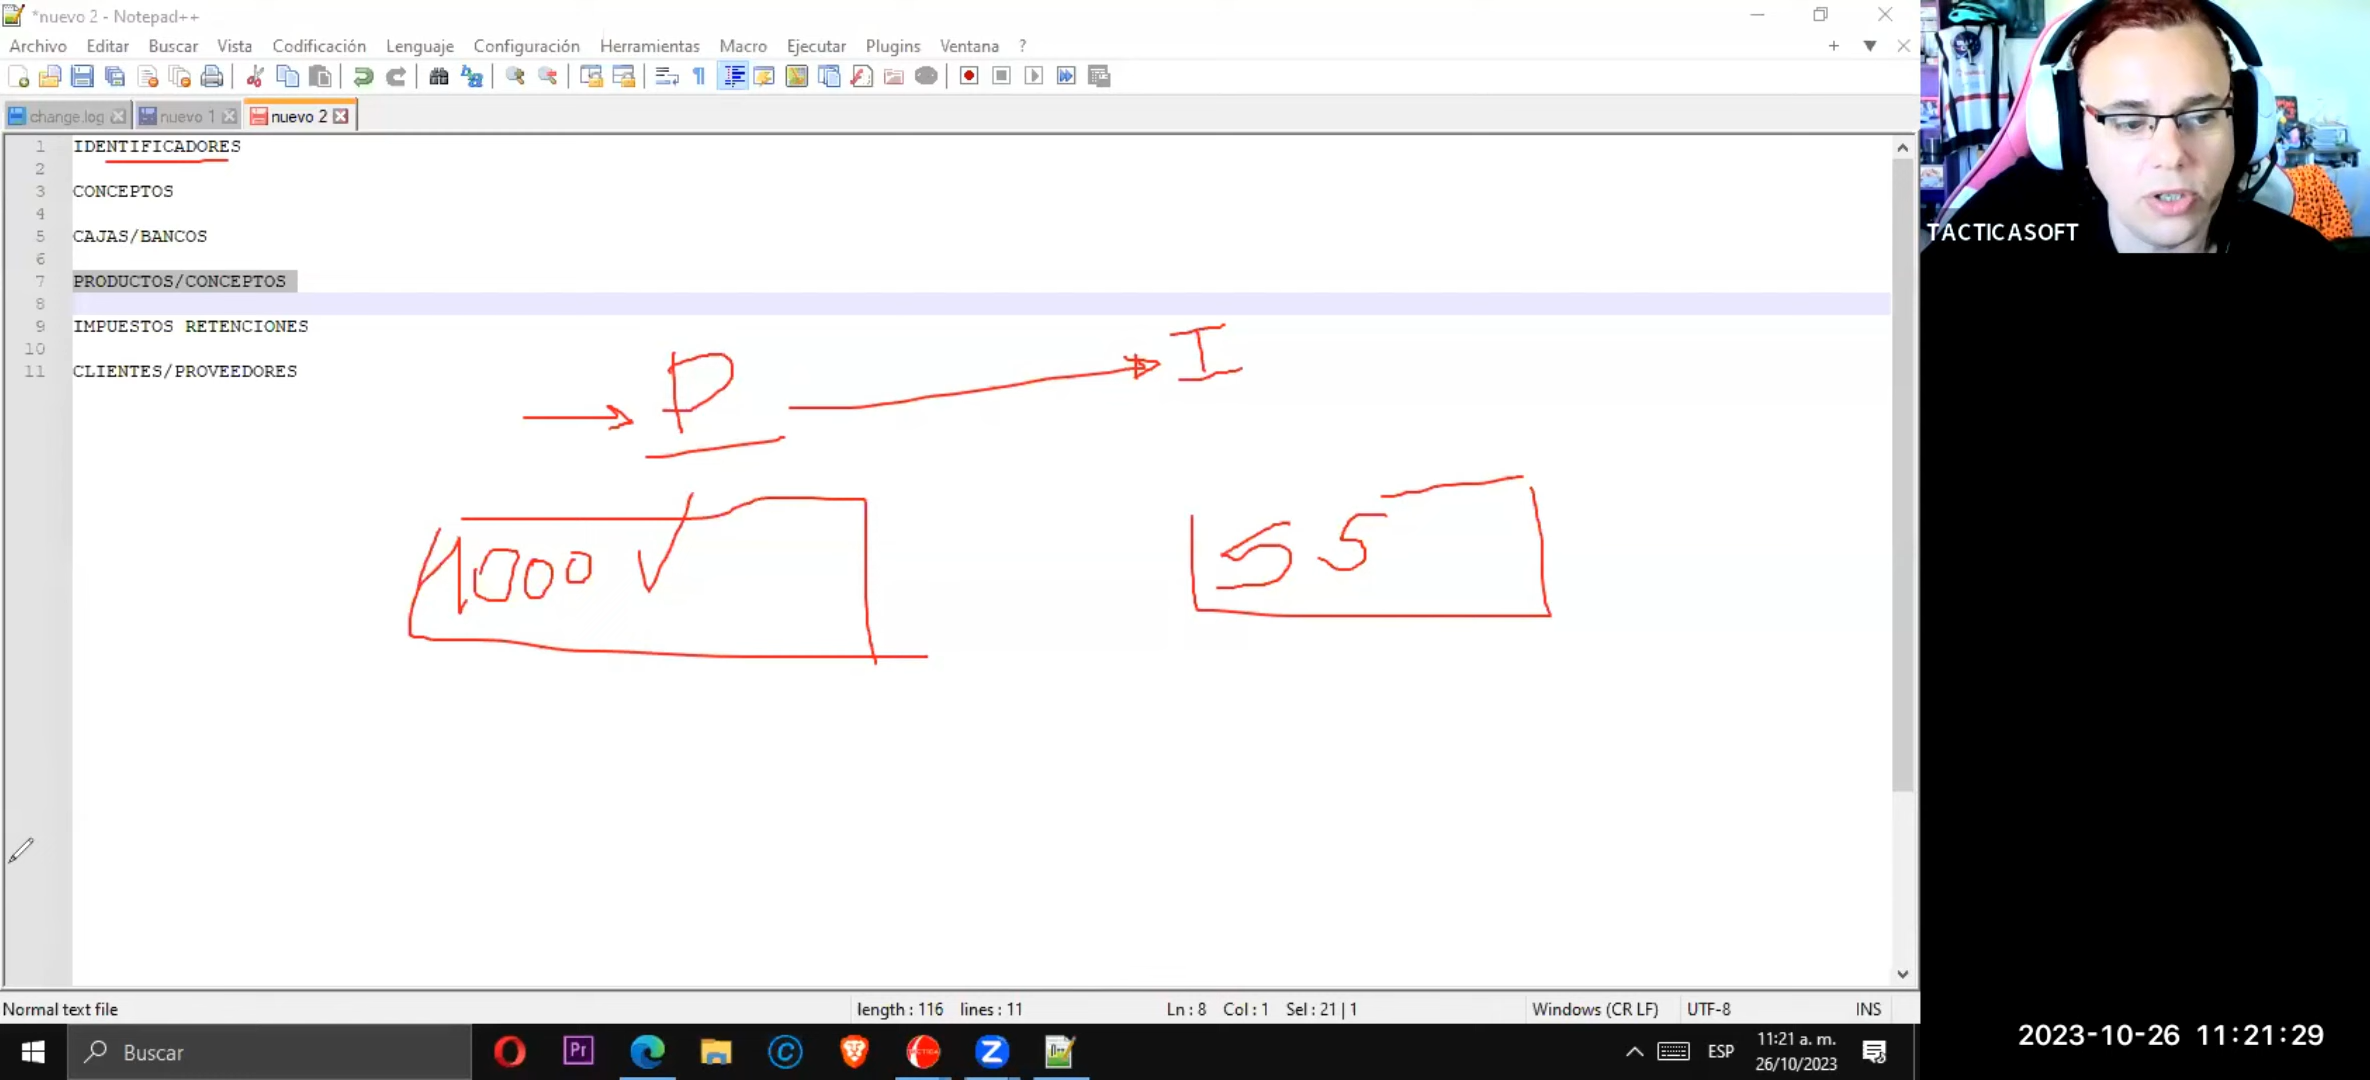 *nuevo 2 - Notepad++
Archivo Editar Buscar Vista Codificación Lenguaje Configuración Herramientas Macro Ejecutar Plugins Ventana ?
change.log nuevo 1 nuevo 2
1 IDENTIFICADORES
2
3 CONCEPTOS
4
5 CAJAS/BANCOS
6
7 PRODUCTOS/CONCEPTOS
8
9 IMPUESTOS RETENCIONES
10
11 CLIENTES/PROVEEDORES
P I
1000 55
TACTICASOFT
Normal text file length : 116 lines : 11 Ln : 8 Col : 1 Sel : 21 | 1 Windows (CR LF) UTF-8 INS
Buscar Pr ESP 11:21 a. m.
26/10/2023
2023-10-26 11:21:29